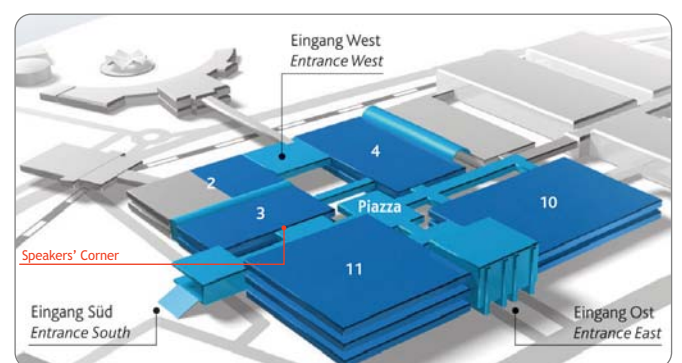 Eingang West
Entrance West
4
2
10
3
Piazza
Speakers' Corner
11
Eingang Süd
Entrance South
Eingang Ost
Entrance East